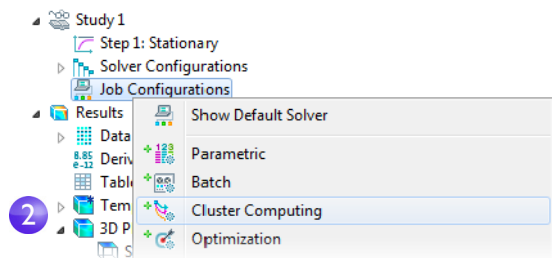 Study 1
Step 1: Stationary
Solver Configurations
Job Configurations
Results
Show Default Solver
Data
8.85
e-12 Deriv
Parametric
Tabl
Batch
2
Tem
Cluster Computing
3D P
Optimization
S